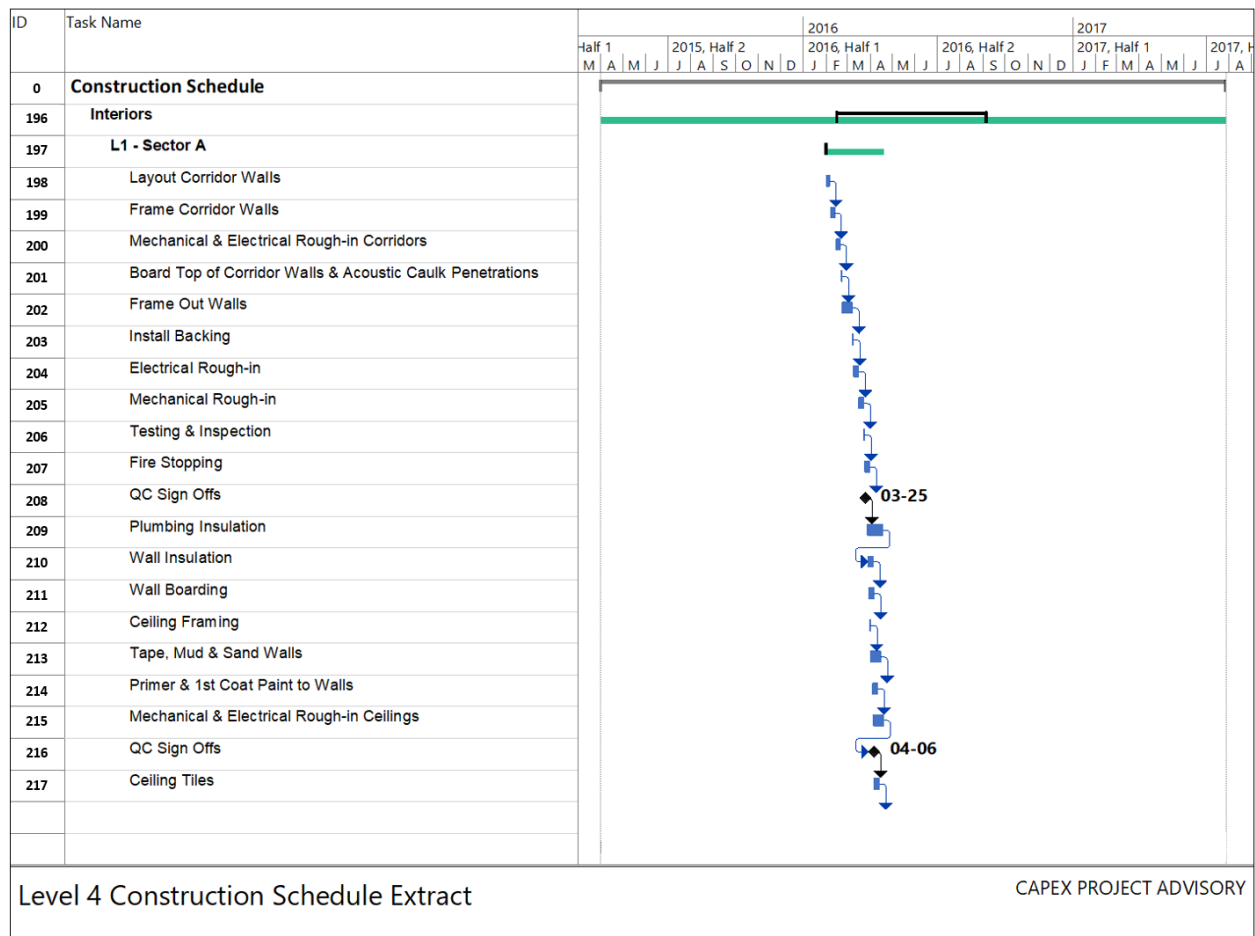 ID Task Name
2016 2017
Half 1 2015, Half 2 2016, Half 1 2016, Half 2 2017, Half 1 2017, H
M A M J J A S O N D J F M A M J J A S O N D J F M A M J J A
0 Construction Schedule
196 Interiors
197 L1 - Sector A
198 Layout Corridor Walls
199 Frame Corridor Walls
200 Mechanical & Electrical Rough-in Corridors
201 Board Top of Corridor Walls & Acoustic Caulk Penetrations
202 Frame Out Walls
203 Install Backing
204 Electrical Rough-in
205 Mechanical Rough-in
206 Testing & Inspection
207 Fire Stopping
208 QC Sign Offs 03-25
209 Plumbing Insulation
210 Wall Insulation
211 Wall Boarding
212 Ceiling Framing
213 Tape, Mud & Sand Walls
214 Primer & 1st Coat Paint to Walls
215 Mechanical & Electrical Rough-in Ceilings
216 QC Sign Offs 04-06
217 Ceiling Tiles
Level 4 Construction Schedule Extract CAPEX PROJECT ADVISORY